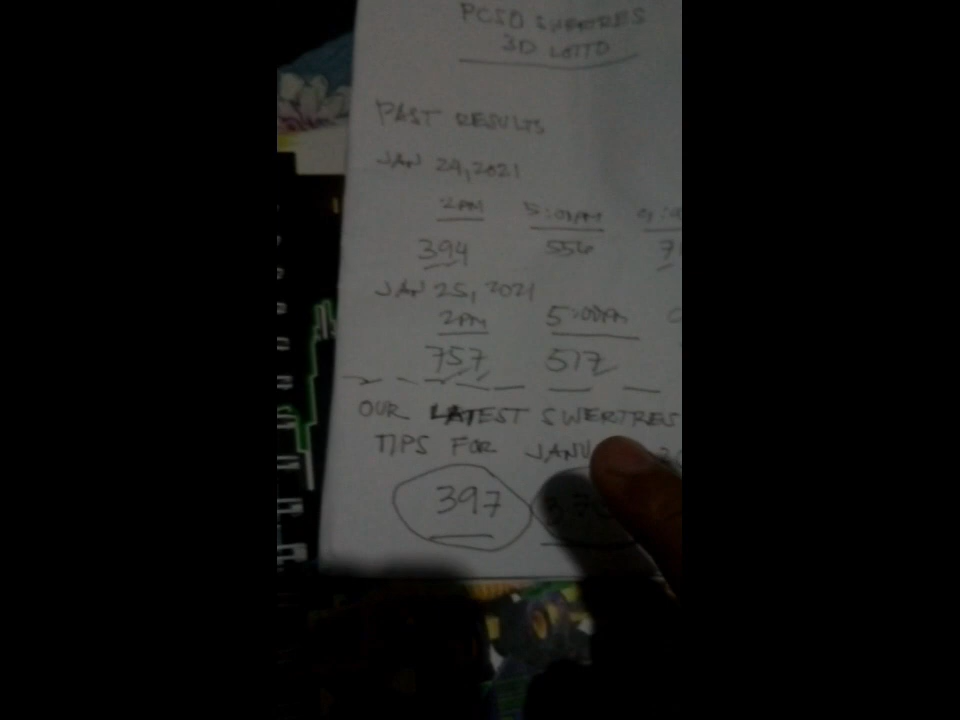 PCSO SWERTRES
3D LOTTO
PAST RESULTS
JAN 24,2021
2PM 5:00PM
394 556 7
JAN 25, 2021
2PM 5:00PM
757 517
OUR LATEST SWERTRES
TIPS FOR
397